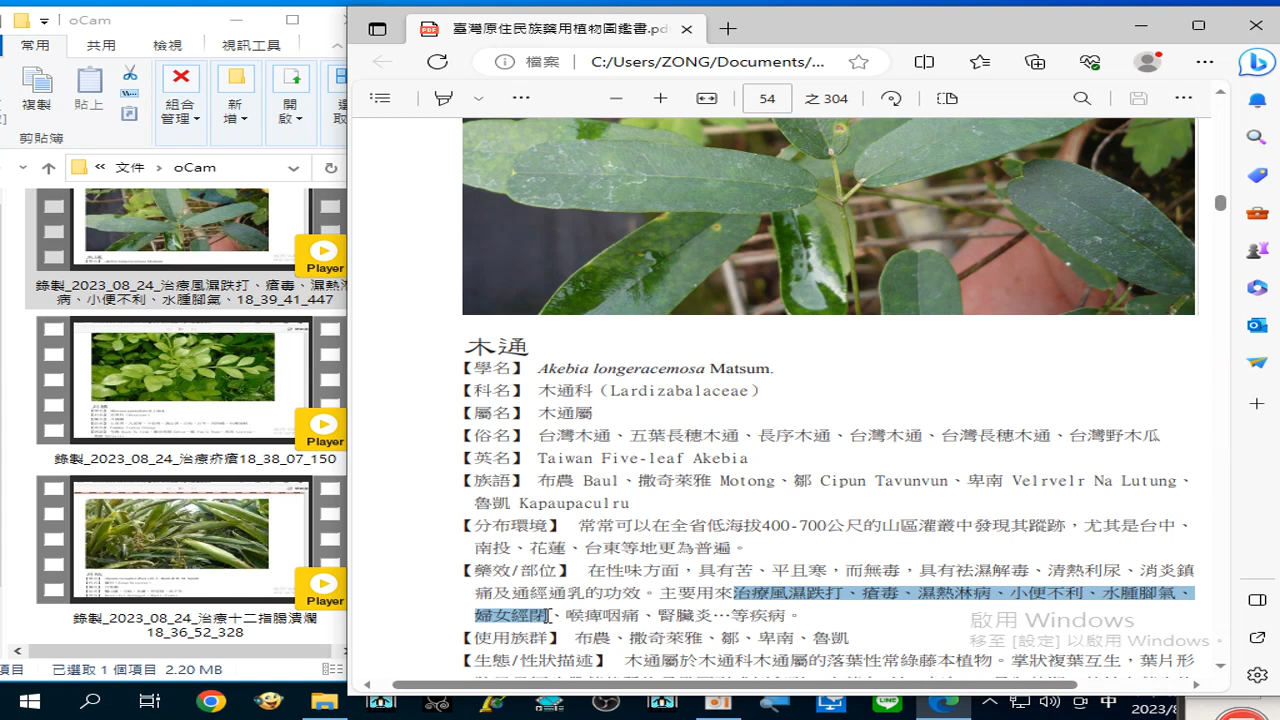 oCam
常用 共用 檢視 視訊工具
複製
貼上
組合
管理
新
增
開
啟
選
取
剪貼簿
« 文件 › oCam
木通
Player
錄製_2023_08_24_治療風濕跌打、瘡毒、濕熱淋
病、小便不利、水腫腳氣、18_39_41_447
Player
錄製_2023_08_24_治療疥瘡18_38_07_150
Player
錄製_2023_08_24_治療十二指腸潰瘍
18_36_52_328
項目 已選取 1 個項目 2.20 MB
臺灣原住民族藥用植物圖鑑書.pd
檔案 C:/Users/ZONG/Documents/...
54 之 304
木通
【學名】 Akebia longeracemosa Matsum.
【科名】 木通科（Lardizabalaceae）
【屬名】 木通屬
【俗名】 台灣木通、五葉長穗木通、長序木通、台灣木通、台灣長穗木通、台灣野木瓜
【英名】 Taiwan Five-leaf Akebia
【族語】 布農 Baul、撒奇萊雅 Motong、鄒 Cipun Tavunvun、卑南 Velrvelr Na Lutung、
魯凱 Kapaupaculru
【分布環境】 常常可以在全省低海拔400-700公尺的山區灌叢中發現其蹤跡，尤其是台中、
南投、花蓮、台東等地更為普遍。
【藥效/部位】 在性味方面，具有苦、平且寒，而無毒，具有祛濕解毒、清熱利尿、消炎鎮
痛及通經通乳的功效。主要用來治療風濕跌打、瘡毒、濕熱淋病、小便不利、水腫腳氣、
婦女經閉、喉痺咽痛、腎臟炎…等疾病。
【使用族群】 布農、撒奇萊雅、鄒、卑南、魯凱
【生態/性狀描述】 木通屬於木通科木通屬的落葉性常綠藤本植物。掌狀複葉互生，葉片形
啟用 Windows
移至 [設定] 以啟用 Windows。
中
2023/8